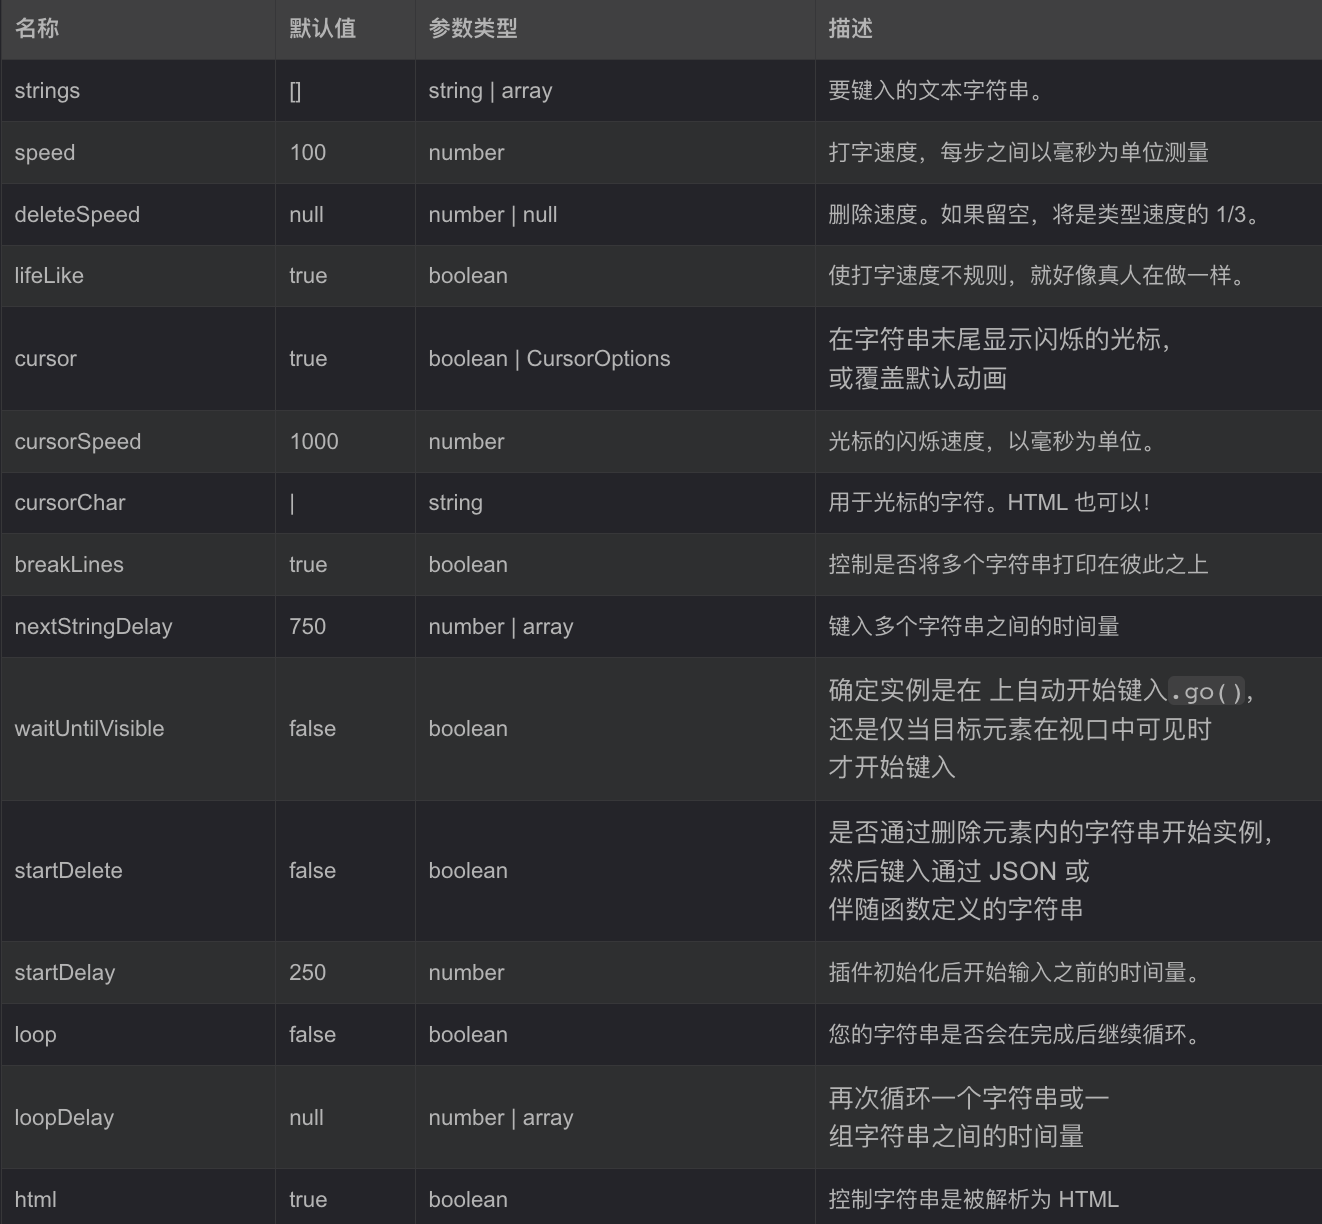 名称 默认值 参数类型 描述
strings [] string | array 要键入的文本字符串。
speed 100 number 打字速度，每步之间以毫秒为单位测量
deleteSpeed null number | null 删除速度。如果留空，将是类型速度的 1/3。
lifeLike true boolean 使打字速度不规则，就好像真人在做一样。
cursor true boolean | CursorOptions 在字符串末尾显示闪烁的光标，
或覆盖默认动画
cursorSpeed 1000 number 光标的闪烁速度，以毫秒为单位。
cursorChar | string 用于光标的字符。HTML 也可以！
breakLines true boolean 控制是否将多个字符串打印在彼此之上
nextStringDelay 750 number | array 键入多个字符串之间的时间量
waitUntilVisible false boolean 确定实例是在 上自动开始键入.go()，
还是仅当目标元素在视口中可见时
才开始键入
startDelete false boolean 是否通过删除元素内的字符串开始实例，
然后键入通过 JSON 或
伴随函数定义的字符串
startDelay 250 number 插件初始化后开始输入之前的时间量。
loop false boolean 您的字符串是否会在完成后继续循环。
loopDelay null number | array 再次循环一个字符串或一
组字符串之间的时间量
html true boolean 控制字符串是被解析为 HTML